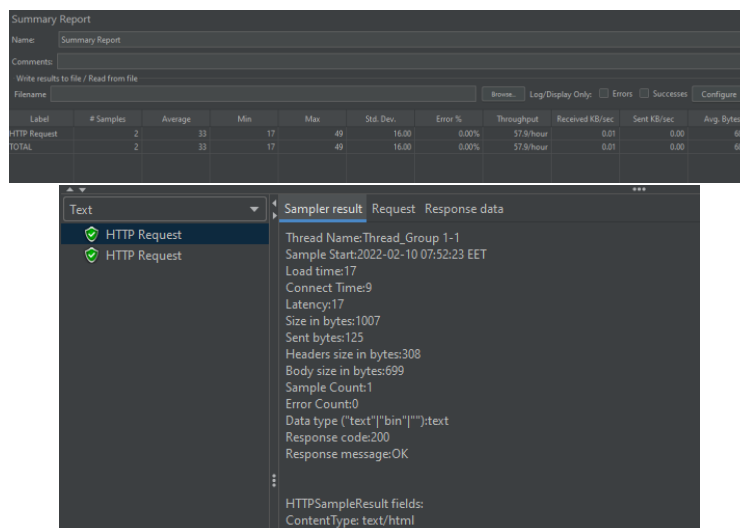 Summary Report
Name: Summary Report
Comments:
Write results to file / Read from file
Filename Browse... Log/Display Only: Errors Successes Configure
Label # Samples Average Min Max Std. Dev. Error % Throughput Received KB/sec Sent KB/sec Avg. Bytes
HTTP Request 2 33 17 49 16.00 0.00% 57.9/hour 0.01 0.00
TOTAL 2 33 17 49 16.00 0.00% 57.9/hour 0.01 0.00
Text Sampler result Request Response data
HTTP Request
HTTP Request
Thread Name:Thread_Group 1-1
Sample Start:2022-02-10 07:52:23 EET
Load time:17
Connect Time:9
Latency:17
Size in bytes:1007
Sent bytes:125
Headers size in bytes:308
Body size in bytes:699
Sample Count:1
Error Count:0
Data type ("text"|"bin"|""):text
Response code:200
Response message:OK
HTTPSampleResult fields:
ContentType: text/html